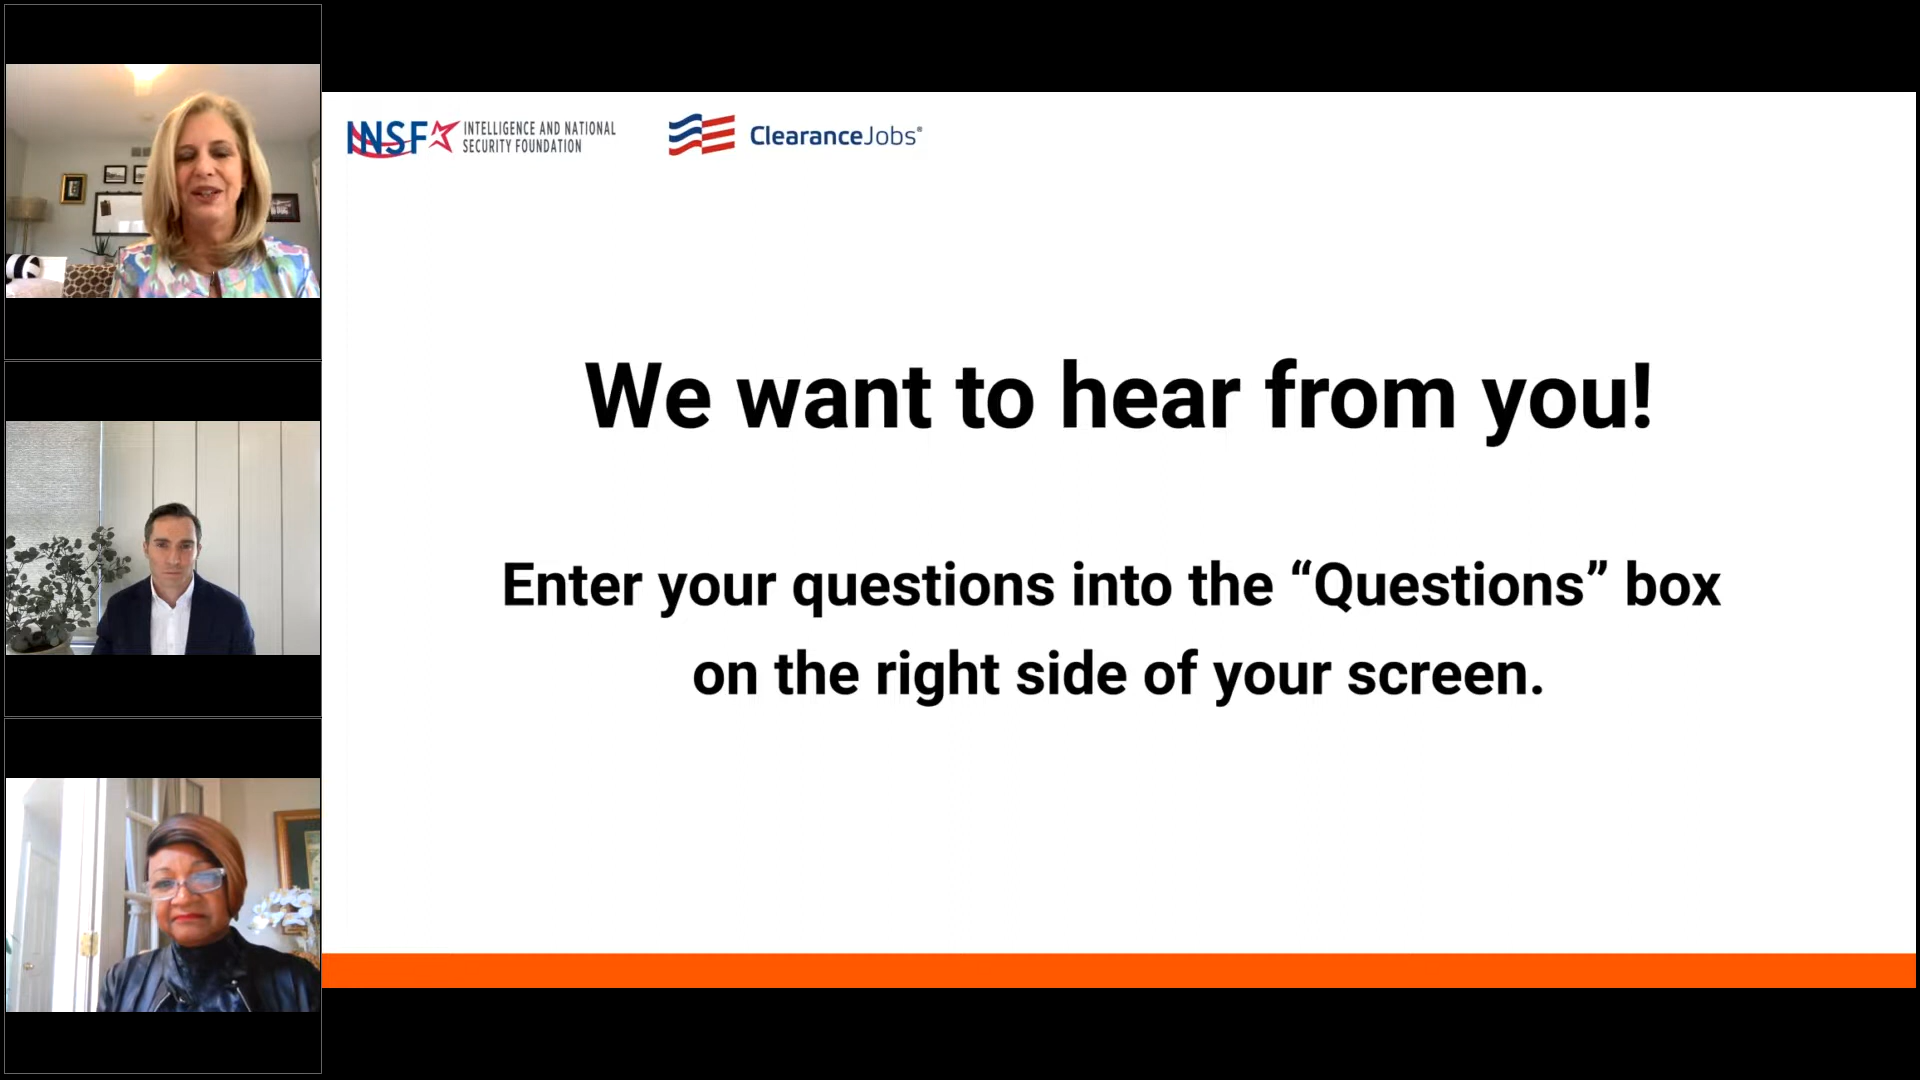 INSF INTELLIGENCE AND NATIONAL
SECURITY FOUNDATION
ClearanceJobs®
We want to hear from you!
Enter your questions into the “Questions” box
on the right side of your screen.